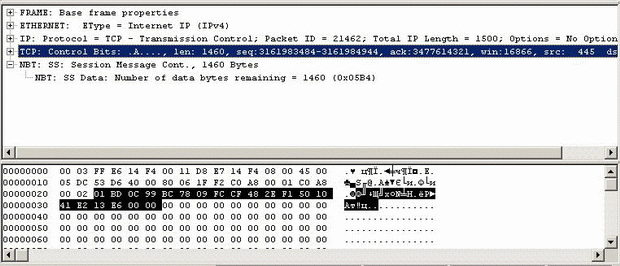 FRAME: Base frame properties
ETHERNET: EType = Internet IP (IPv4)
IP: Protocol = TCP - Transmission Control; Packet ID = 21462; Total IP Length = 1500; Options = No Option
TCP: Control Bits: .A...., len: 1460, seq:3161983484-3161984944, ack:3477614321, win:16866, src: 445 ds
NBT: SS: Session Message Cont., 1460 Bytes
NBT: SS Data: Number of data bytes remaining = 1460 (0x05B4)
00000000 00 03 FF E6 14 F4 00 11 D8 E7 14 F4 08 00 45 00
00000010 05 DC 53 D6 40 00 80 06 1F F2 C0 A8 00 01 C0 A8
00000020 00 02 01 BD 0C 99 BC 78 09 FC CF 48 2E F1 50 10
00000030 41 E2 13 E6 00 00 00 00 00 00 00 00 00 00 00 00 ................
00000040 00 00 00 00 00 00 00 00 00 00 00 00 00 00 00 00 ................
00000050 00 00 00 00 00 00 00 00 00 00 00 00 00 00 00 00 ................
00000060 00 00 00 00 00 00 00 00 00 00 00 00 00 00 00 00 ................